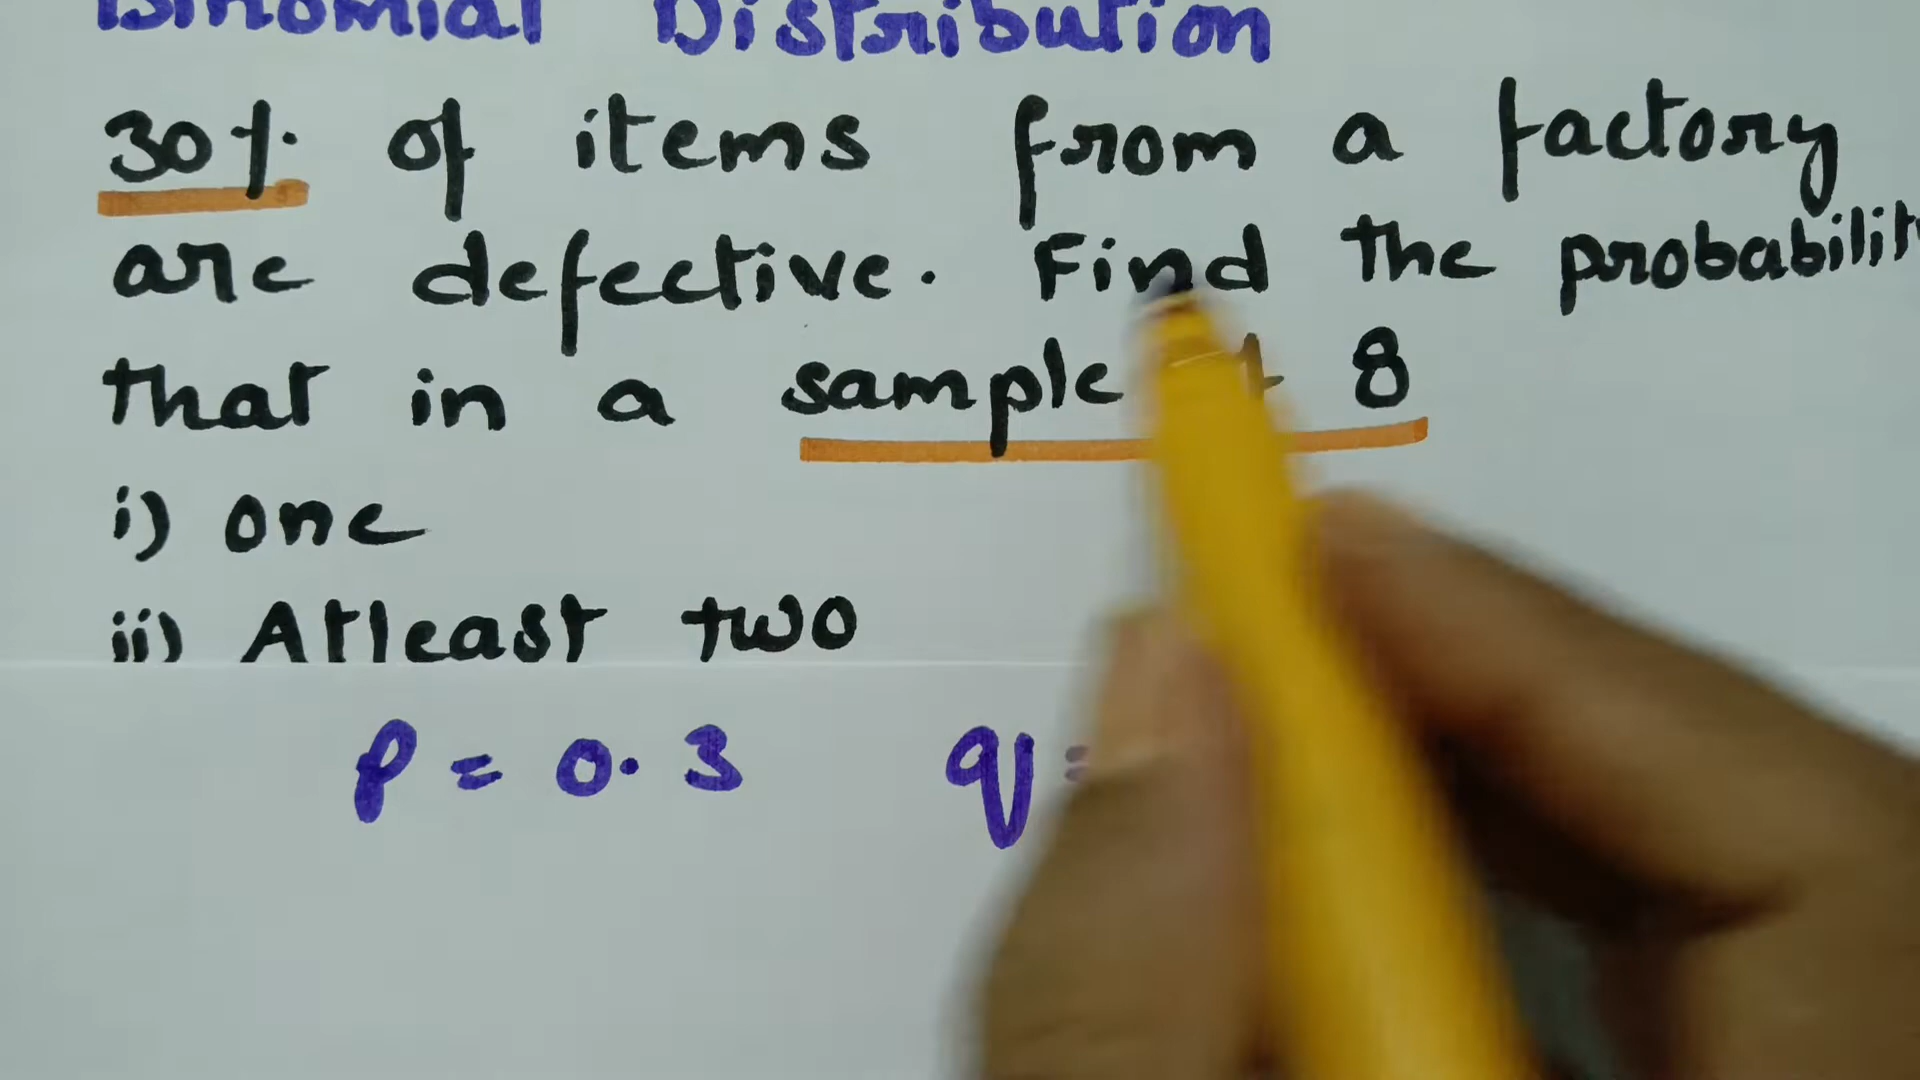 Binomial Distribution
30% of items from a factory
are defective. Find the probability
that in a sample 8
i) one
ii) Atleast two
p = 0.3 q =